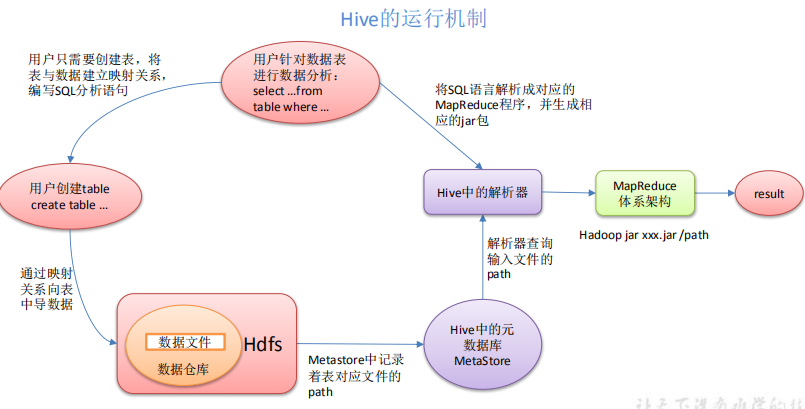 Hive的运行机制
用户只需要创建表，将
表与数据建立映射关系，
编写SQL分析语句
用户针对数据表
进行数据分析：
select …from
table where …
将SQL语言解析成对应的
MapReduce程序，并生成相
应的jar包
用户创建table
create table …
Hive中的解析器
MapReduce
体系架构
result
Hadoop jar xxx.jar /path
通过映射
关系向表
中导数据
解析器查询
输入文件的
path
数据文件
数据仓库
Hdfs
Metastore中记录
着表对应文件的
path
Hive中的元
数据库
MetaStore